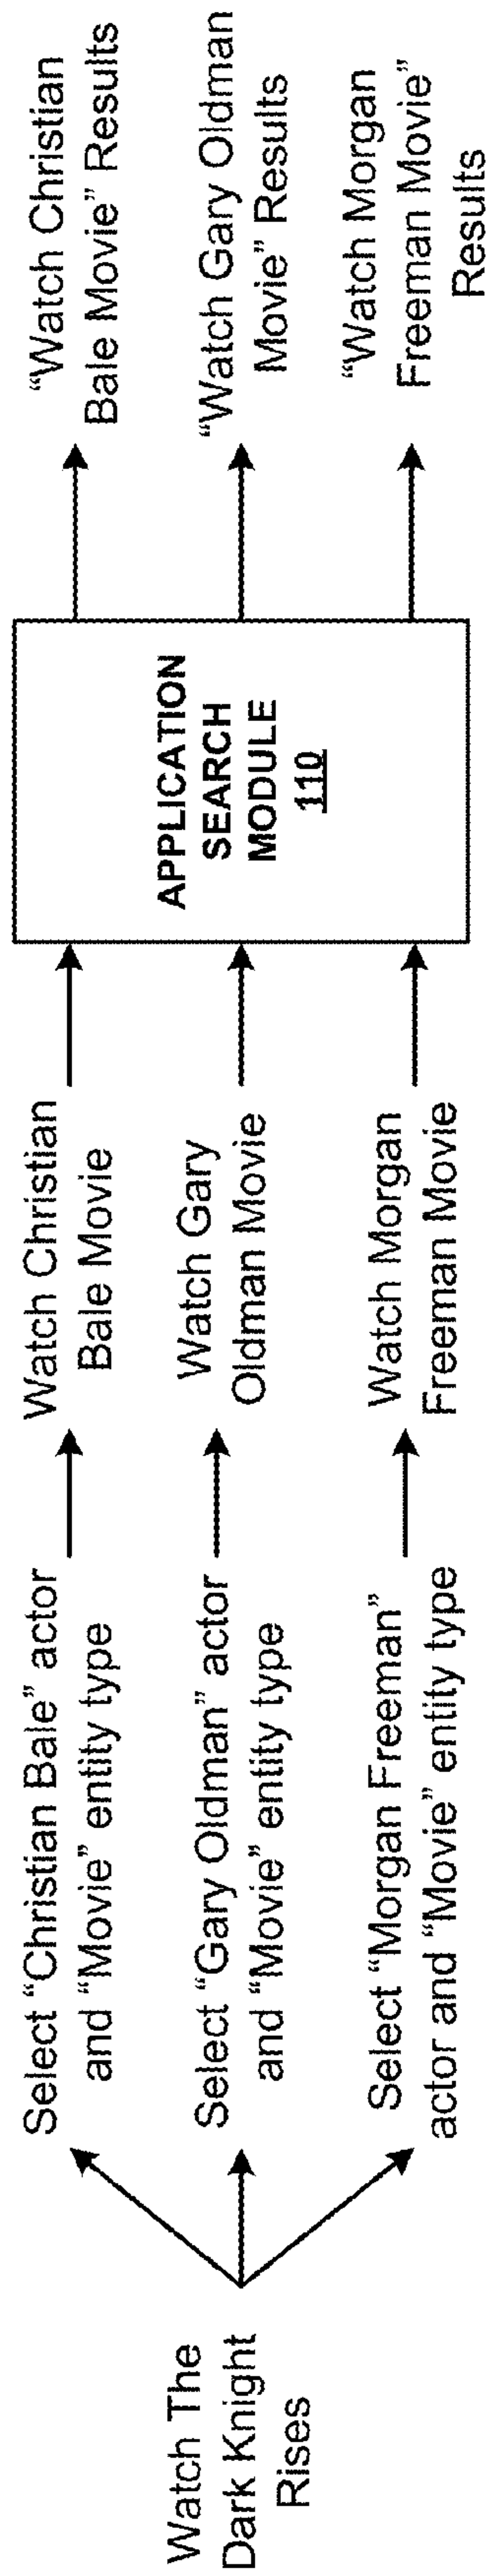 Watch The
Dark Knight
Rises
Select “Christian Bale” actor
and “Movie” entity type
Select “Gary Oldman” actor
and “Movie” entity type
Select “Morgan Freeman”
actor and “Movie” entity type
Watch Christian
Bale Movie
Watch Gary
Oldman Movie
Watch Morgan
Freeman Movie
APPLICATION
SEARCH
MODULE
110
“Watch Christian
Bale Movie” Results
“Watch Gary Oldman
Movie” Results
“Watch Morgan
Freeman Movie”
Results